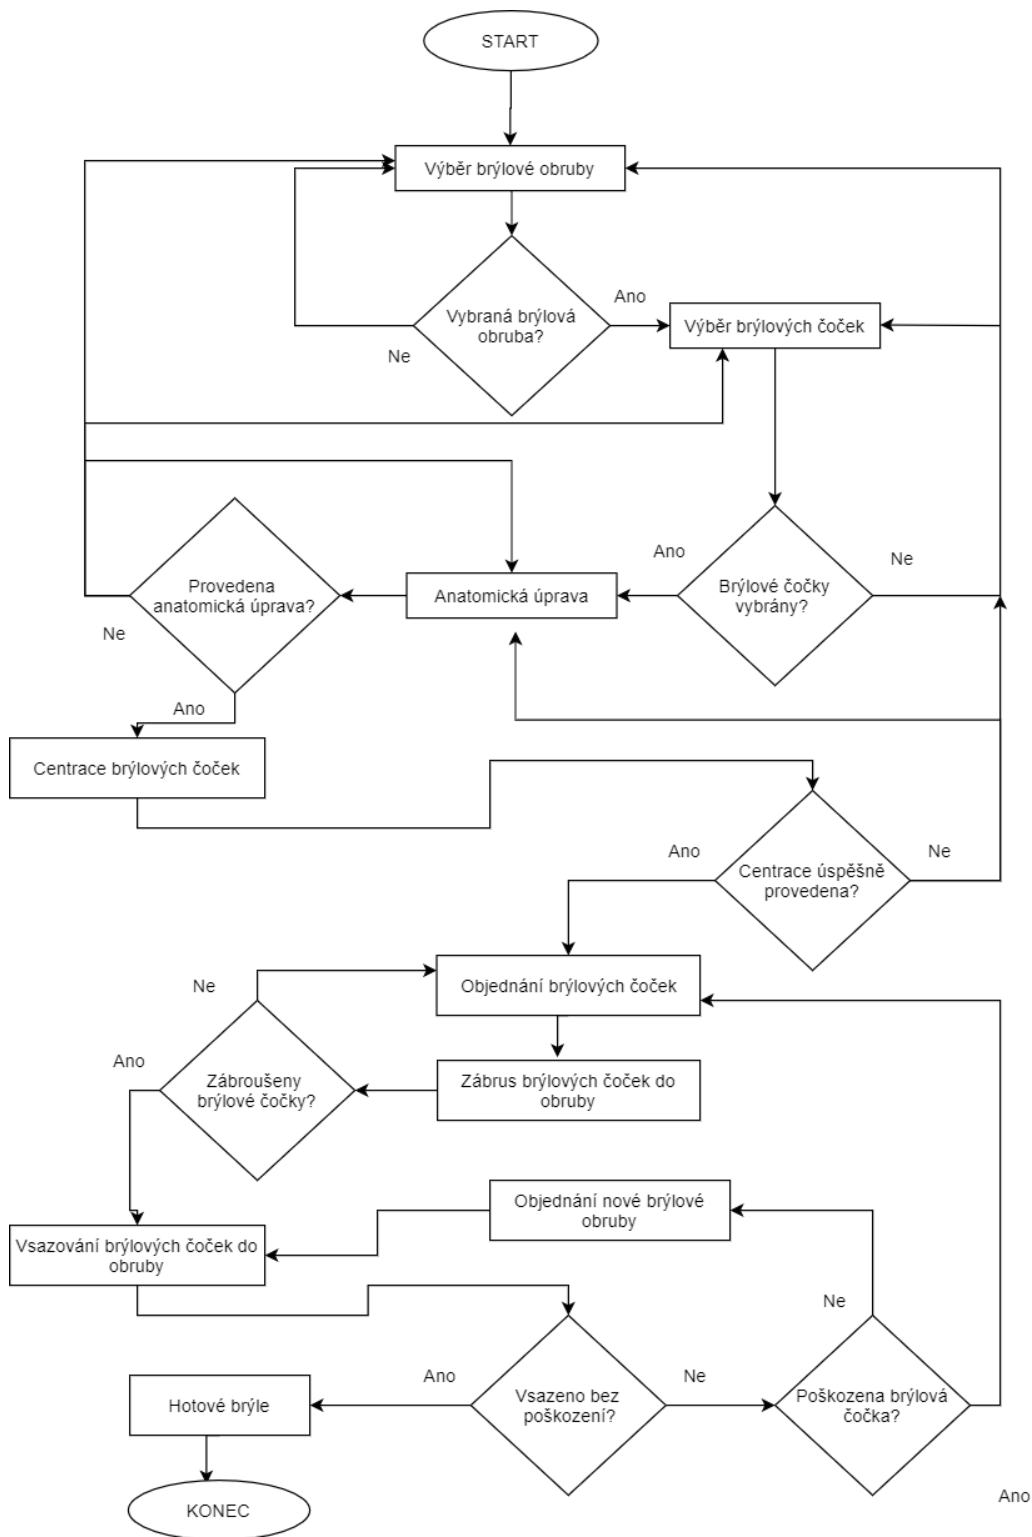 START
Výběr brýlové obruby
Ano
Vybraná brýlová
obruba?
Výběr brýlových čoček
Ne
Ano
Ne
Provedena
anatomická úprava?
Anatomická úprava
Brýlové čočky
vybrány?
Ne
Ano
Centrace brýlových čoček
Ano
Ne
Centrace úspěšně
provedena?
Ne
Objednání brýlových čoček
Ano
Zábroušeny
brýlové čočky?
Zábrus brýlových čoček do
obruby
Objednání nové brýlové
obruby
Vsazování brýlových čoček do
obruby
Ne
Ano
Ne
Hotové brýle
Vsazeno bez
poškození?
Poškozena brýlová
čočka?
Ano
KONEC